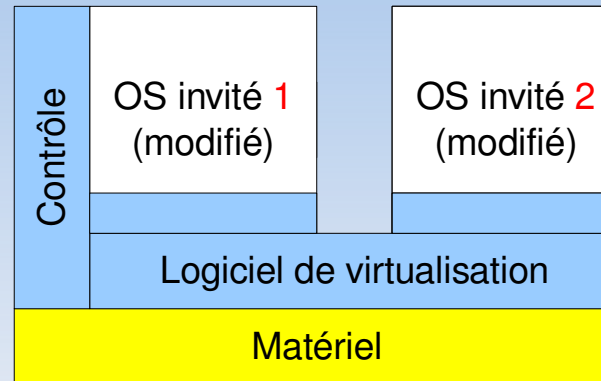 Contrôle
OS invité 1
(modifié)
OS invité 2
(modifié)
Logiciel de virtualisation
Matériel